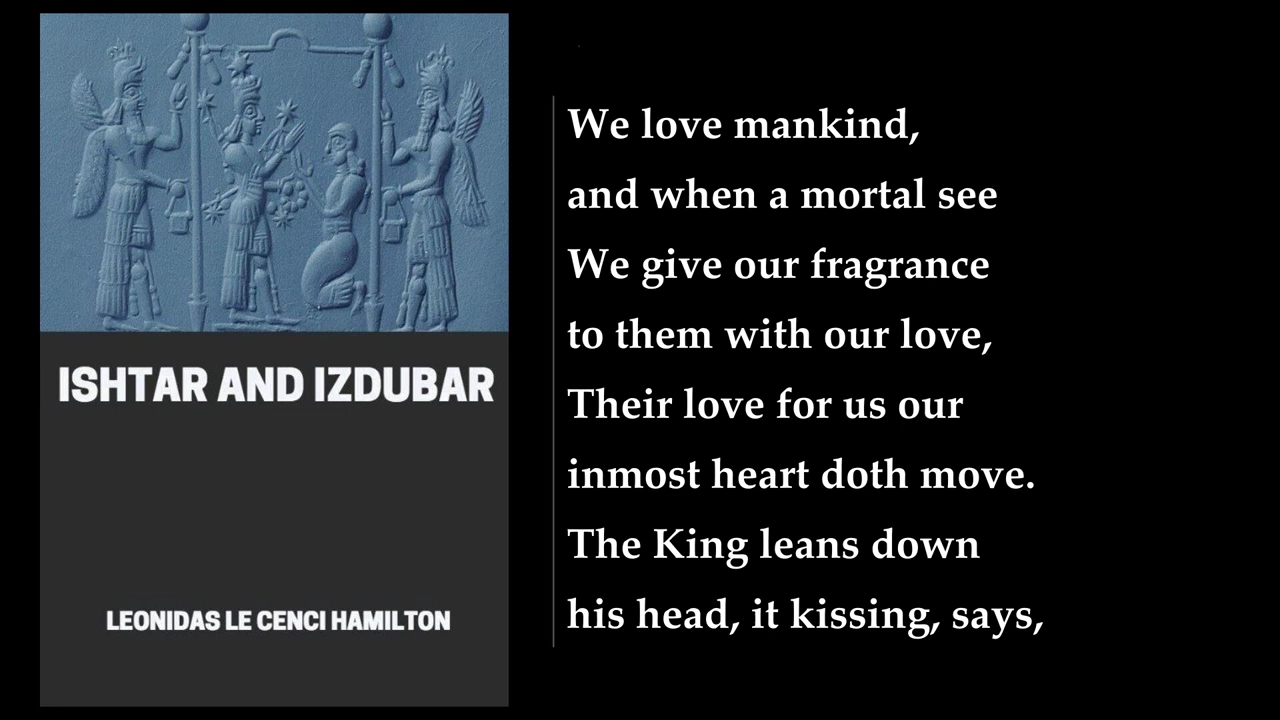 ISHTAR AND IZDUBAR
LEONIDAS LE CENCI HAMILTON
We love mankind,
and when a mortal see
We give our fragrance
to them with our love,
Their love for us our
inmost heart doth move.
The King leans down
his head, it kissing, says,